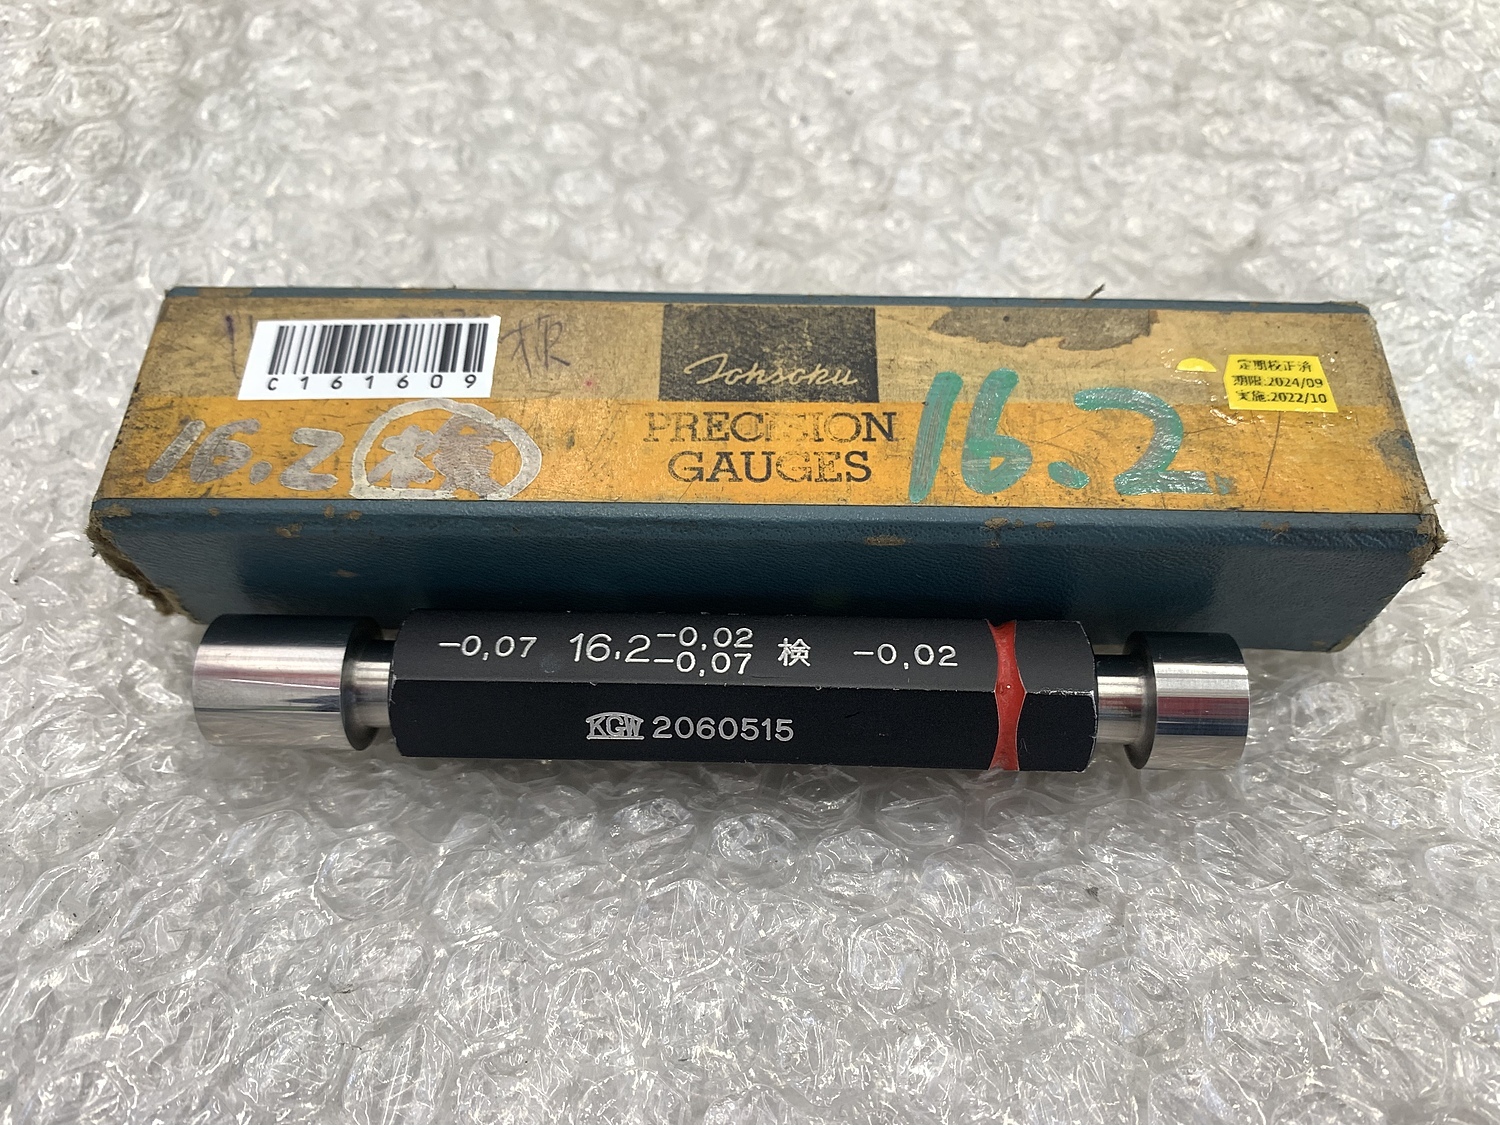 C161609
Tohsoku
PRECISION
GAUGES
16.2 検
16.2
定期校正済
期限:2024/09
実施:2022/10
-0,07 16.2 -0,02 -0,07 検 -0,02
KGW 2060515